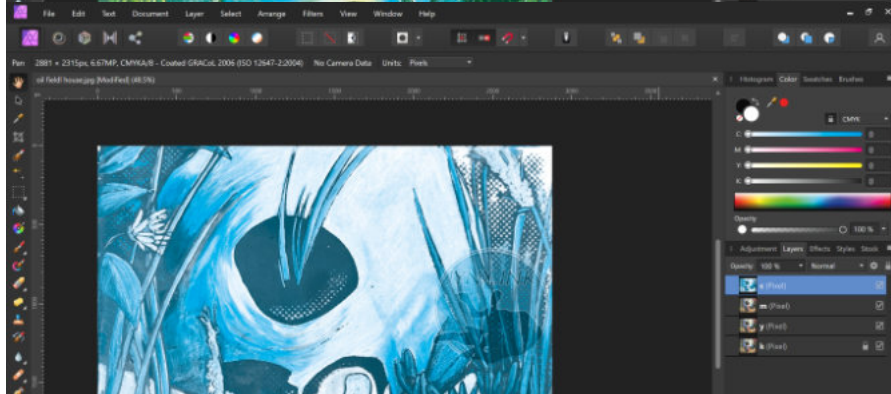 File Edit Text Document Layer Select Arrange Filters View Window Help
Pan 2881 × 2315px, 6.67MP, CMYKA/8 - Coated GRACoL 2006 (ISO 12647-2:2004) No Camera Data Units: Pixels
oil field! house.jpg [Modified] (48.5%)
Histogram Color Swatches Brushes
CMYK
C: 0
M: 0
Y: 0
K: 0
Opacity
100 %
Adjustment Layers Effects Styles Stock
Opacity: 100 % Normal
c (Pixel)
m (Pixel)
y (Pixel)
k (Pixel)